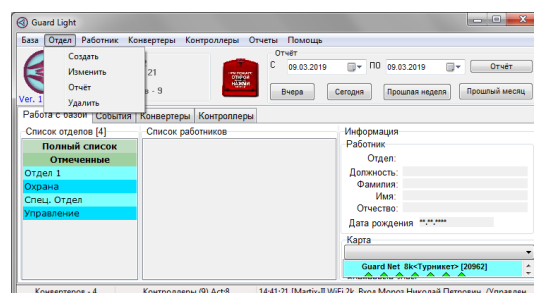 Guard Light
База Отдел Работник Конвертеры Контроллеры Отчеты Помощь
Создать
Изменить
Отчёт
Удалить
21
- 9
Ver. 1
Отчёт
С 09.03.2019 ПО 09.03.2019 Отчёт
Вчера Сегодня Прошлая неделя Прошлый месяц
Работа с базой События Конвертеры Контроллеры
Список отделов [4]
Полный список
Отмеченные
Отдел 1
Охрана
Спец. Отдел
Управление
Список работников
Информация
Работник
Отдел:
Должность:
Фамилия:
Имя:
Отчество:
Дата рождения **.**.****
Карта
Guard Net 8k<Турникет> [20962]
Конвертеров - 4 Контроллеры (9) Act:8 14:41:21 [Martix-II WiFi 2k Вход Мороз Николай Петрович (Управлен